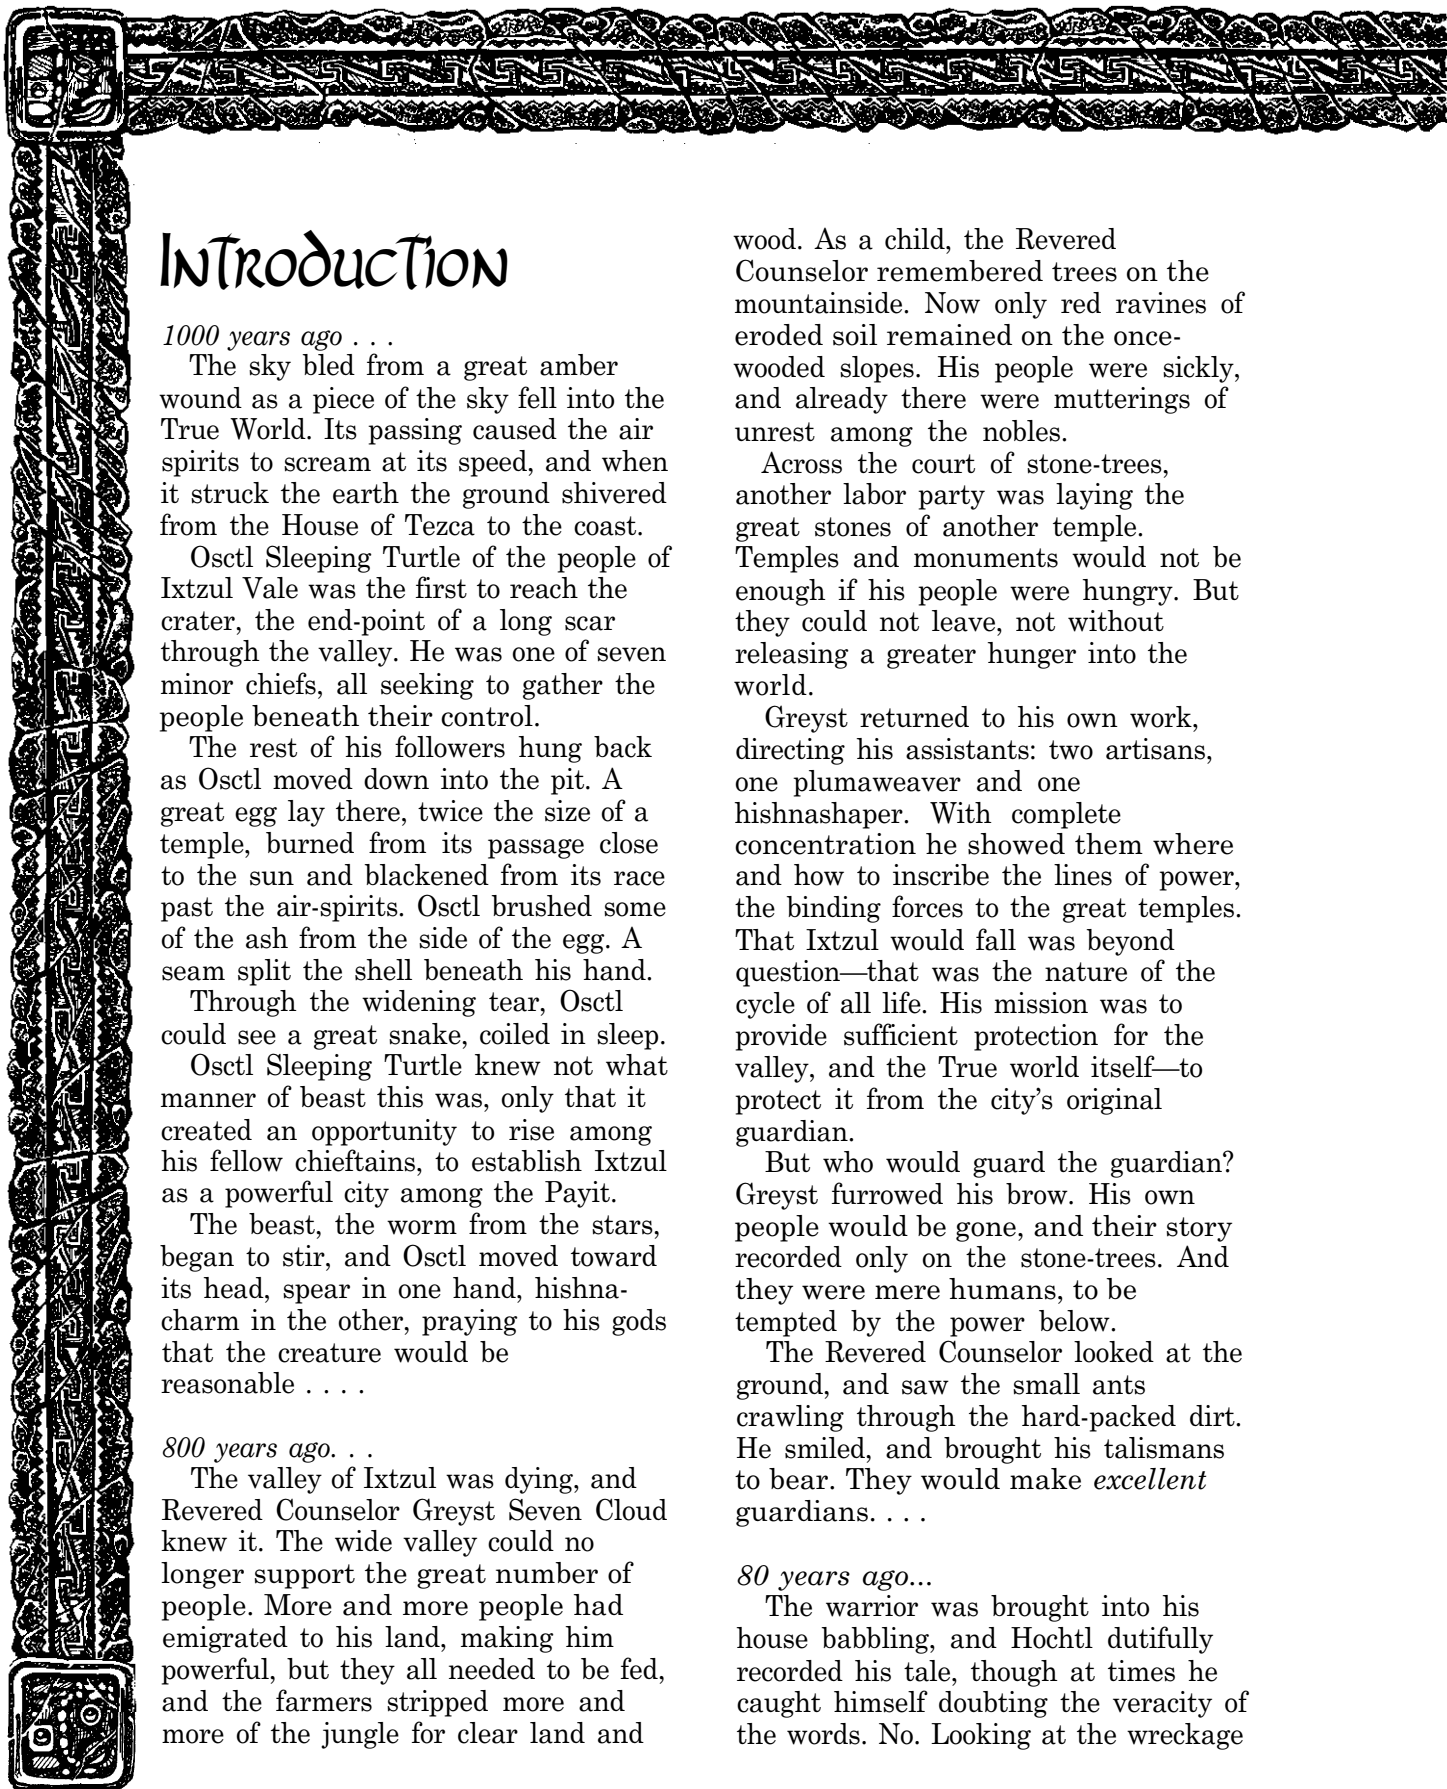 Introduction
1000 years ago . . .
The sky bled from a great amber
wound as a piece of the sky fell into the
True World. Its passing caused the air
spirits to scream at its speed, and when
it struck the earth the ground shivered
from the House of Tezca to the coast.
Osctl Sleeping Turtle of the people of
Ixtzul Vale was the first to reach the
crater, the end-point of a long scar
through the valley. He was one of seven
minor chiefs, all seeking to gather the
people beneath their control.
The rest of his followers hung back
as Osctl moved down into the pit. A
great egg lay there, twice the size of a
temple, burned from its passage close
to the sun and blackened from its race
past the air-spirits. Osctl brushed some
of the ash from the side of the egg. A
seam split the shell beneath his hand.
Through the widening tear, Osctl
could see a great snake, coiled in sleep.
Osctl Sleeping Turtle knew not what
manner of beast this was, only that it
created an opportunity to rise among
his fellow chieftains, to establish Ixtzul
as a powerful city among the Payit.
The beast, the worm from the stars,
began to stir, and Osctl moved toward
its head, spear in one hand, hishna-
charm in the other, praying to his gods
that the creature would be
reasonable . . . .
800 years ago. . .
The valley of Ixtzul was dying, and
Revered Counselor Greyst Seven Cloud
knew it. The wide valley could no
longer support the great number of
people. More and more people had
emigrated to his land, making him
powerful, but they all needed to be fed,
and the farmers stripped more and
more of the jungle for clear land and
wood. As a child, the Revered
Counselor remembered trees on the
mountainside. Now only red ravines of
eroded soil remained on the once-
wooded slopes. His people were sickly,
and already there were mutterings of
unrest among the nobles.
Across the court of stone-trees,
another labor party was laying the
great stones of another temple.
Temples and monuments would not be
enough if his people were hungry. But
they could not leave, not without
releasing a greater hunger into the
world.
Greyst returned to his own work,
directing his assistants: two artisans,
one plumaweaver and one
hishnashaper. With complete
concentration he showed them where
and how to inscribe the lines of power,
the binding forces to the great temples.
That Ixtzul would fall was beyond
question—that was the nature of the
cycle of all life. His mission was to
provide sufficient protection for the
valley, and the True world itself—to
protect it from the city's original
guardian.
But who would guard the guardian?
Greyst furrowed his brow. His own
people would be gone, and their story
recorded only on the stone-trees. And
they were mere humans, to be
tempted by the power below.
The Revered Counselor looked at the
ground, and saw the small ants
crawling through the hard-packed dirt.
He smiled, and brought his talismans
to bear. They would make excellent
guardians. . . .
80 years ago...
The warrior was brought into his
house babbling, and Hochtl dutifully
recorded his tale, though at times he
caught himself doubting the veracity of
the words. No. Looking at the wreckage